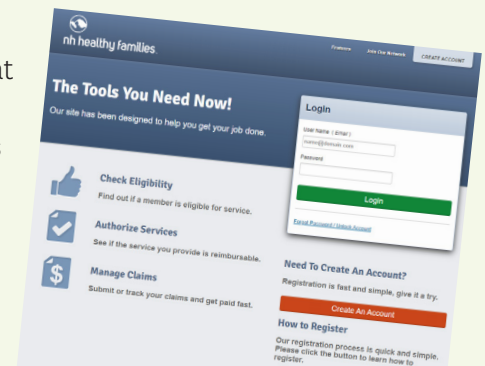 nt
nh healthy families.
Features
Join Our Network
CREATE ACCOUNT
The Tools You Need Now!
Our site has been designed to help you get your job done.
Login
User Name ( Email )
name@domain.com
Password
Login
Forgot Password / Unlock Account
Check Eligibility
Find out if a member is eligible for service.
Authorize Services
See if the service you provide is reimbursable.
Manage Claims
Submit or track your claims and get paid fast.
$
Need To Create An Account?
Registration is fast and simple, give it a try.
Create An Account
How to Register
Our registration process is quick and simple.
Please click the button to learn how to
register.